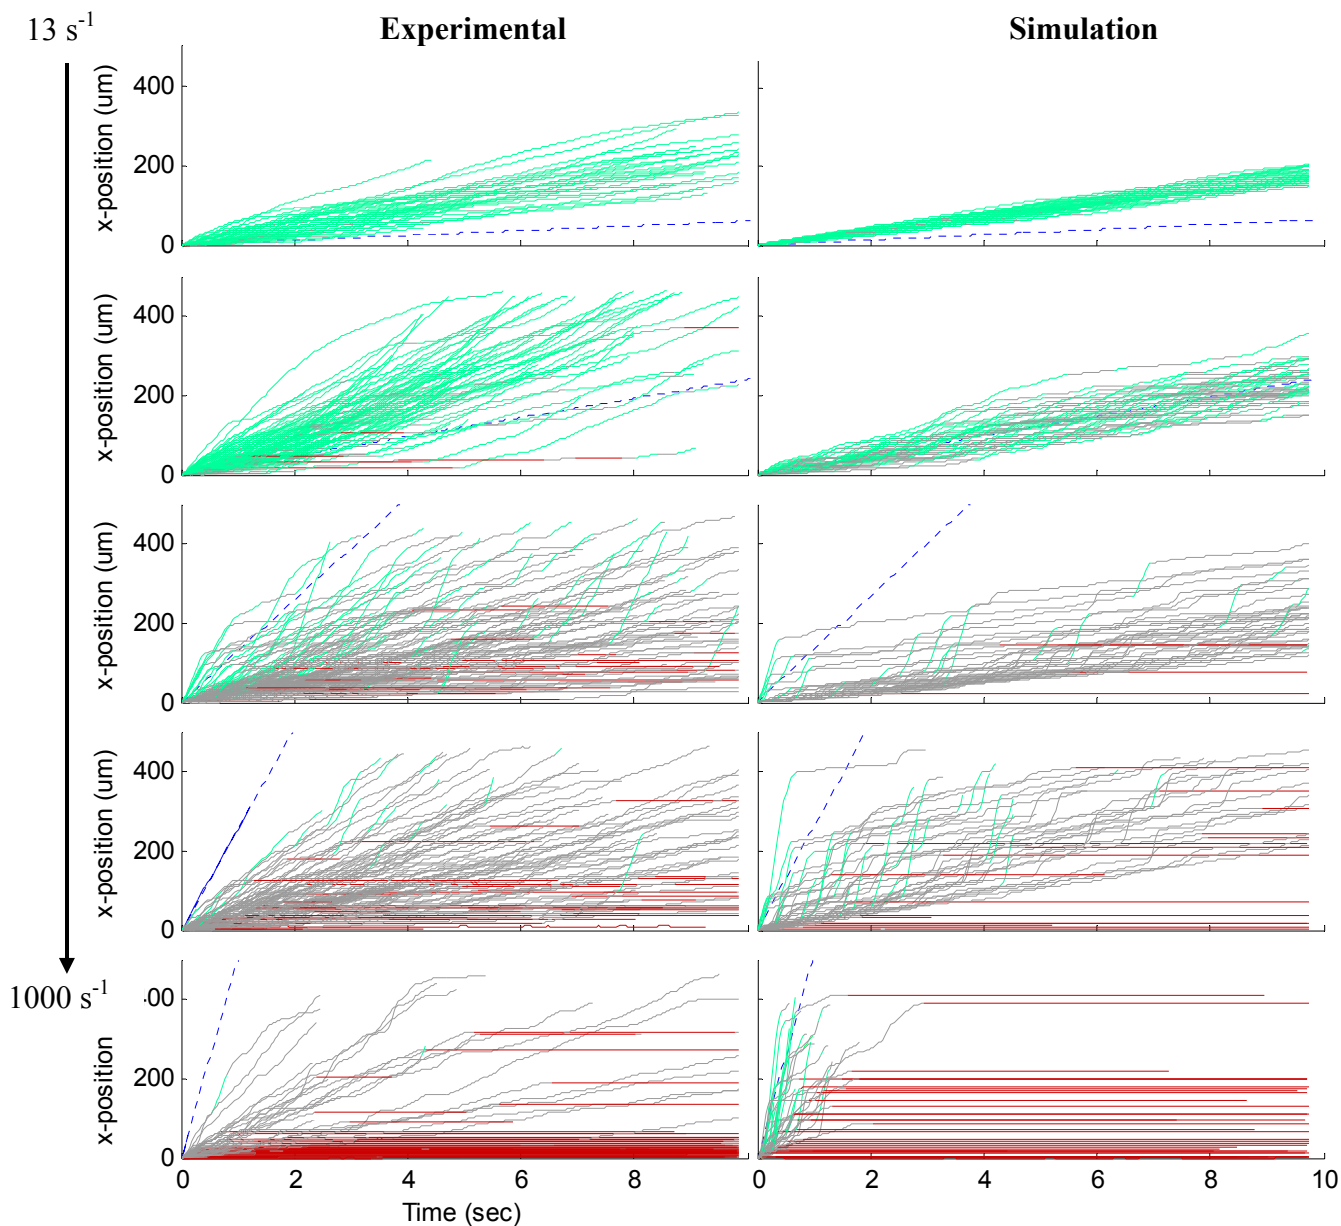 13 s⁻¹
Experimental
Simulation
x-position (um)
400
200
0
x-position (um)
400
200
0
x-position (um)
400
200
0
x-position (um)
400
200
0
1000 s⁻¹
x-position
.00
200
0
0 2 4 6 8 0 2 4 6 8 10
Time (sec)